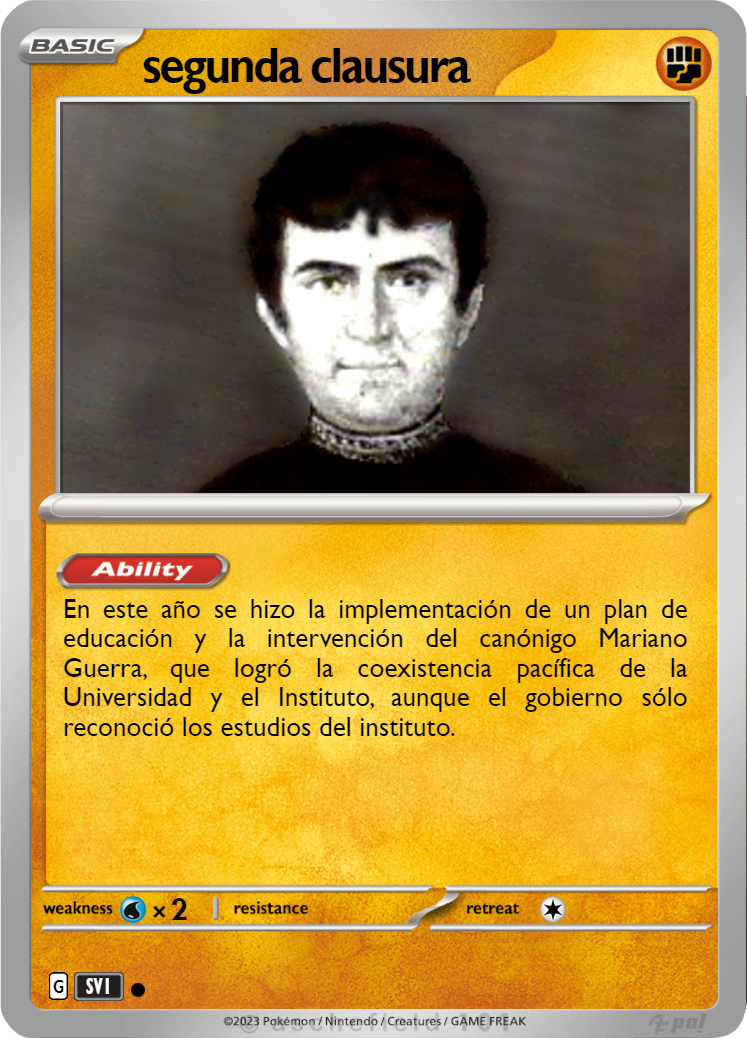 BASIC
segunda clausura
Ability
En este año se hizo la implementación de un plan de
educación y la intervención del canónigo Mariano
Guerra, que logró la coexistencia pacífica de la
Universidad y el Instituto, aunque el gobierno sólo
reconoció los estudios del instituto.
weakness × 2 resistance retreat
G SVI
©2023 Pokémon / Nintendo / Creatures / GAME FREAK